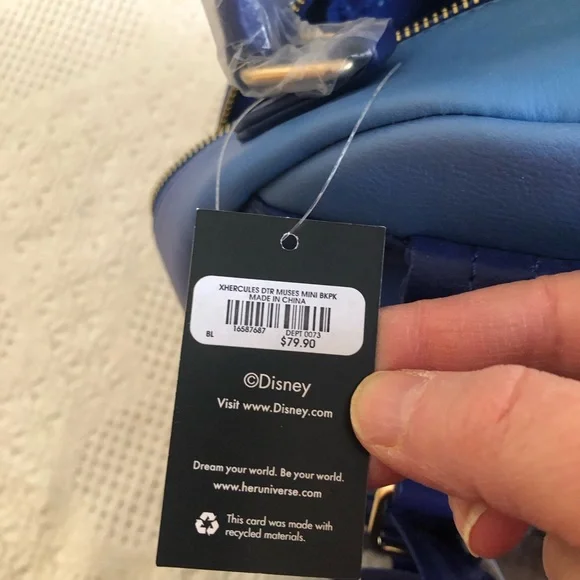 XHERCULES DTR MUSES MINI BKPK
MADE IN CHINA
BL 16587687 DEPT 0073
$79.90
©Disney
Visit www.Disney.com
Dream your world. Be your world.
www.heruniverse.com
This card was made with
recycled materials.